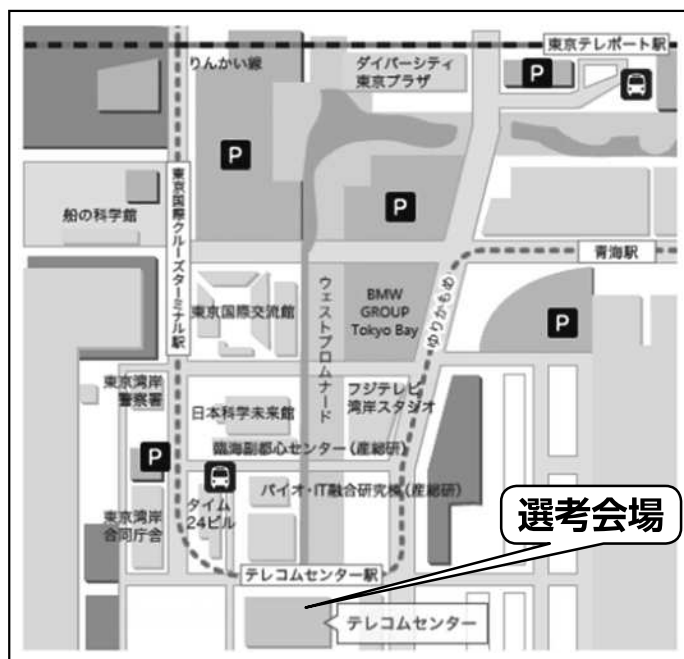 東京テレポート駅
りんかい線
ダイバーシティ
東京プラザ
P
P
P
船の科学館
東京国際クルーズターミナル駅
青海駅
ゆりかもめ
東京国際交流館
ウェストプロムナード
BMW
GROUP
Tokyo Bay
P
東京湾岸
警察署
日本科学未来館
フジテレビ
湾岸スタジオ
臨海副都心センター(産総研)
P
バイオ・IT融合研究棟(産総研)
タイム
24ビル
東京湾岸
合同庁舎
選考会場
テレコムセンター駅
テレコムセンター